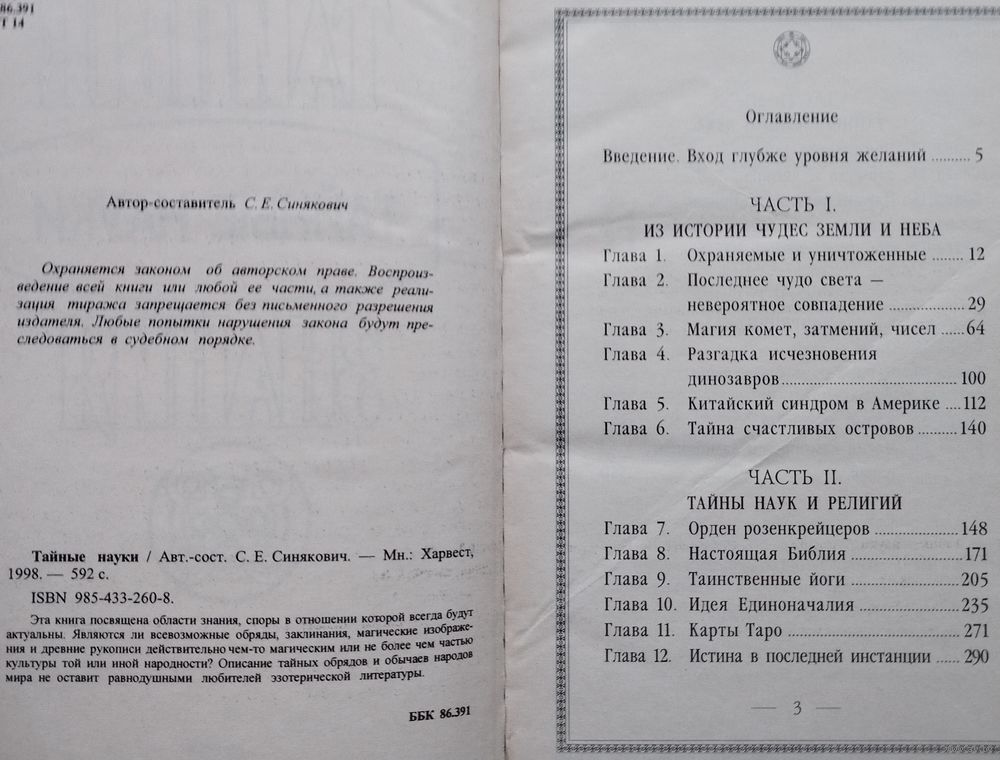 86.391
Т 14
Автор-составитель С. Е. Синякович
Охраняется законом об авторском праве. Воспроиз-
ведение всей книги или любой ее части, а также реали-
зация тиража запрещается без письменного разрешения
издателя. Любые попытки нарушения закона будут пре-
следоваться в судебном порядке.
Тайные науки / Авт.-сост. С. Е. Синякович. — Мн.: Харвест,
1998. — 592 с.
ISBN 985-433-260-8.
Эта книга посвящена области знания, споры в отношении которой всегда будут
актуальны. Являются ли всевозможные обряды, заклинания, магические изображе-
ния и древние рукописи действительно чем-то магическим или не более чем частью
культуры той или иной народности? Описание тайных обрядов и обычаев народов
мира не оставит равнодушными любителей эзотерической литературы.
ББК 86.391
Оглавление
Введение. Вход глубже уровня желаний .......... 5
ЧАСТЬ I.
ИЗ ИСТОРИИ ЧУДЕС ЗЕМЛИ И НЕБА
Глава 1. Охраняемые и уничтоженные ....... 12
Глава 2. Последнее чудо света —
невероятное совпадение .................. 29
Глава 3. Магия комет, затмений, чисел ......64
Глава 4. Разгадка исчезновения
динозавров.......................................... 100
Глава 5. Китайский синдром в Америке ....112
Глава 6. Тайна счастливых островов ..........140
ЧАСТЬ II.
ТАЙНЫ НАУК И РЕЛИГИЙ
Глава 7. Орден розенкрейцеров .................... 148
Глава 8. Настоящая Библия .......................... 171
Глава 9. Таинственные йоги ..........................205
Глава 10. Идея Единоначалия ........................235
Глава 11. Карты Таро ........................................271
Глава 12. Истина в последней инстанции ......290
— 3 —